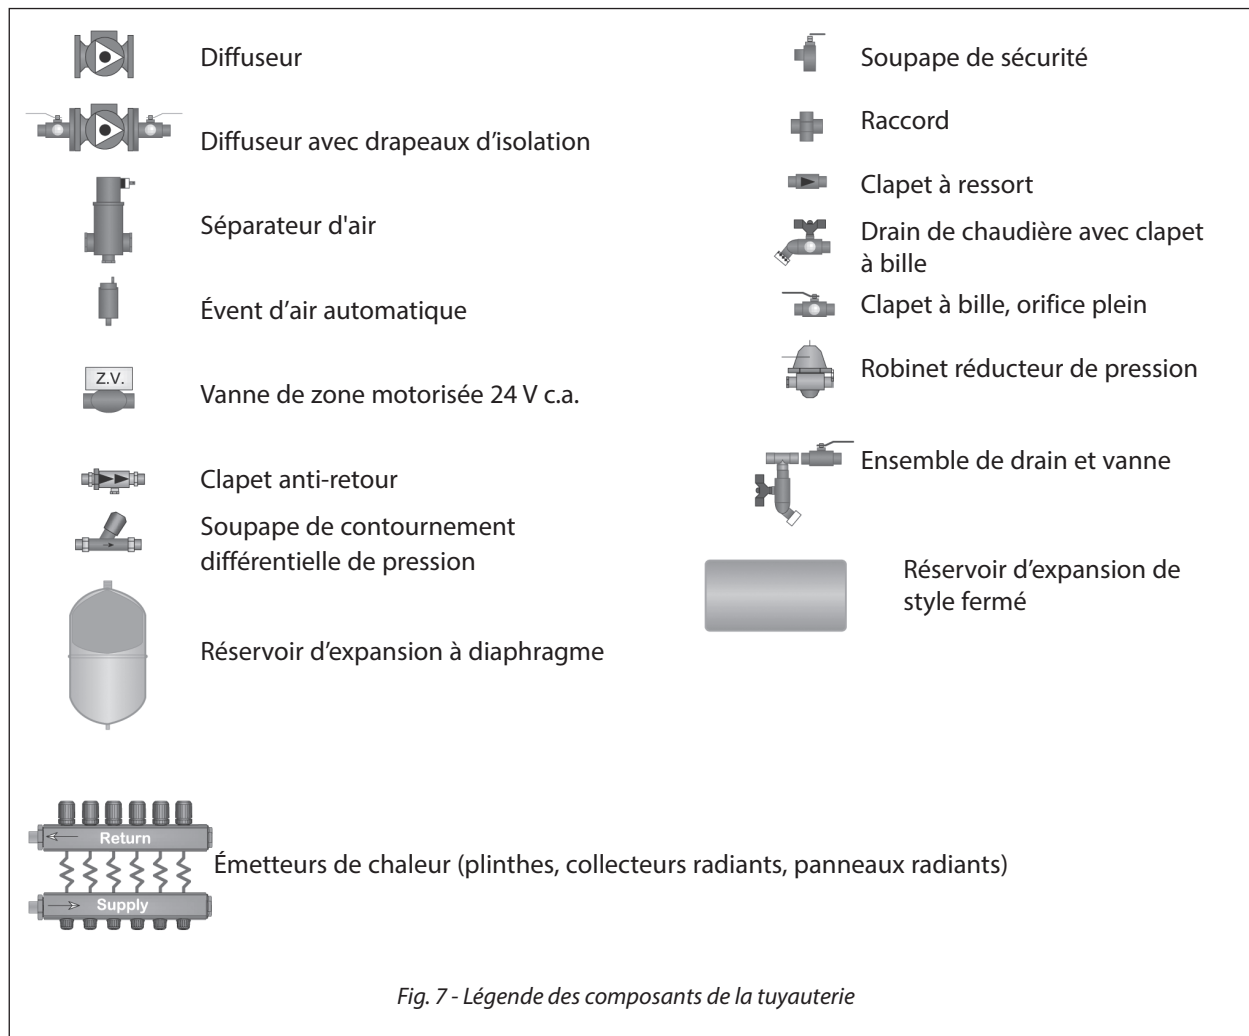 Diffuseur
Diffuseur avec drapeaux d’isolation
Séparateur d'air
Évent d’air automatique
Z.V.
Vanne de zone motorisée 24 V c.a.
Clapet anti-retour
Soupape de contournement
différentielle de pression
Réservoir d’expansion à diaphragme
Soupape de sécurité
Raccord
Clapet à ressort
Drain de chaudière avec clapet
à bille
Clapet à bille, orifice plein
Robinet réducteur de pression
Ensemble de drain et vanne
Réservoir d’expansion de
style fermé
Return
Émetteurs de chaleur (plinthes, collecteurs radiants, panneaux radiants)
Supply
Fig. 7 - Légende des composants de la tuyauterie